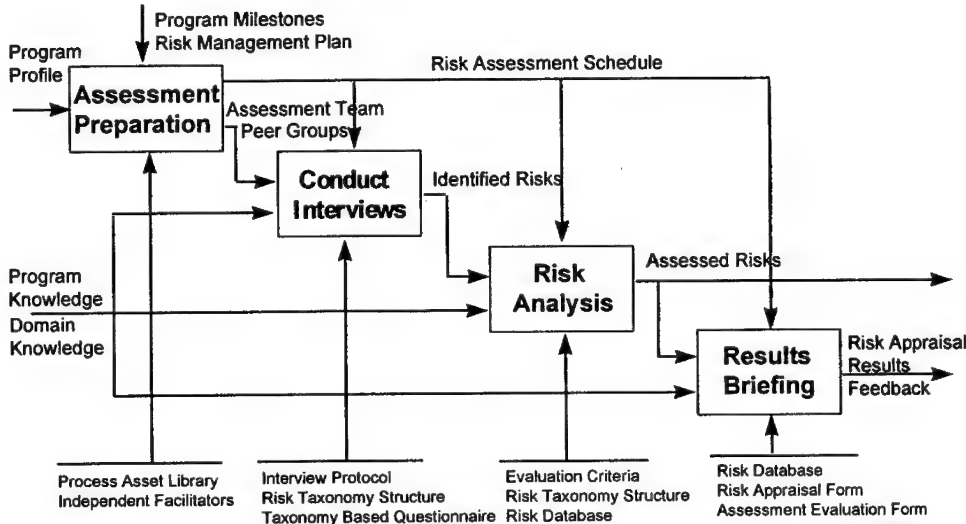 Program Milestones
Risk Management Plan
Program
Profile
Risk Assessment Schedule
Assessment
Preparation
Assessment Team
Peer Groups
Conduct
Interviews
Identified Risks
Risk
Analysis
Assessed Risks
Program
Knowledge
Domain
Knowledge
Results
Briefing
Risk Appraisal
Results
Feedback
Process Asset Library
Independent Facilitators
Interview Protocol
Risk Taxonomy Structure
Taxonomy Based Questionnaire
Evaluation Criteria
Risk Taxonomy Structure
Risk Database
Risk Database
Risk Appraisal Form
Assessment Evaluation Form